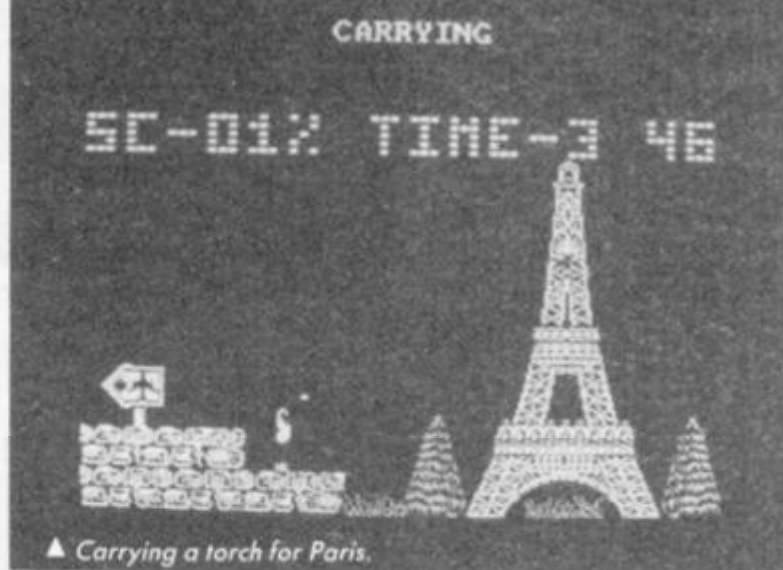 CARRYING
SC-01% TIME-3 46
▲ Carrying a torch for Paris.